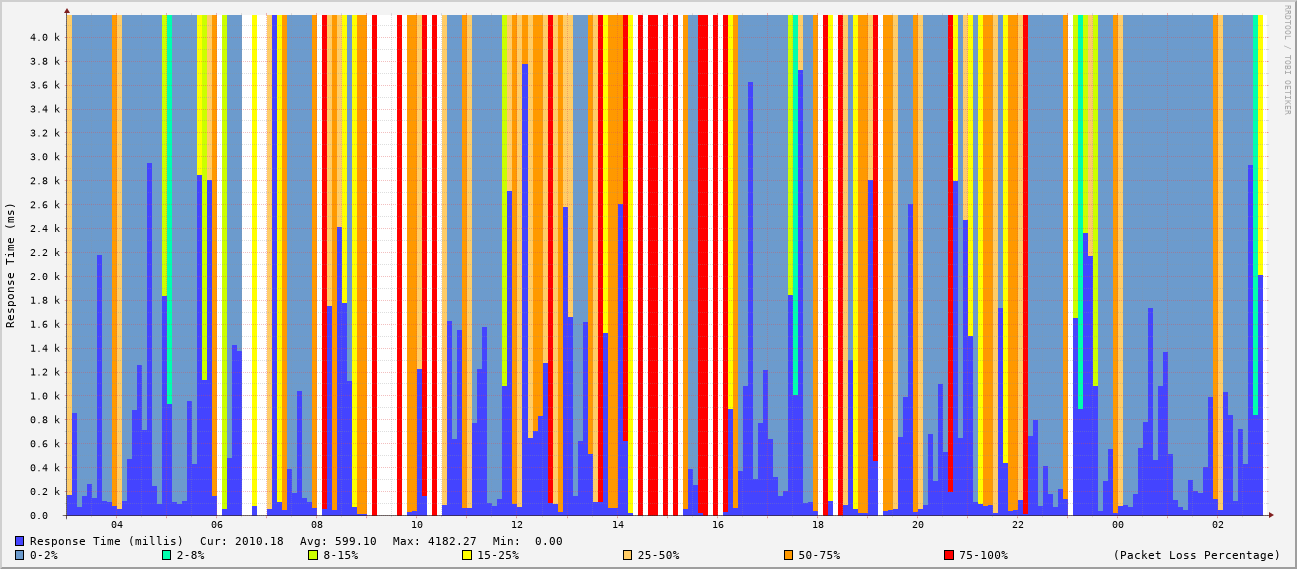 RRDTOOL / TOBI OETIKER
Response Time (ms)
4.0 k
3.8 k
3.6 k
3.4 k
3.2 k
3.0 k
2.8 k
2.6 k
2.4 k
2.2 k
2.0 k
1.8 k
1.6 k
1.4 k
1.2 k
1.0 k
0.8 k
0.6 k
0.4 k
0.2 k
0.0
04 06 08 10 12 14 16 18 20 22 00 02
Response Time (millis) Cur: 2010.18 Avg: 599.10 Max: 4182.27 Min: 0.00
0-2% 2-8% 8-15% 15-25% 25-50% 50-75% 75-100% (Packet Loss Percentage)